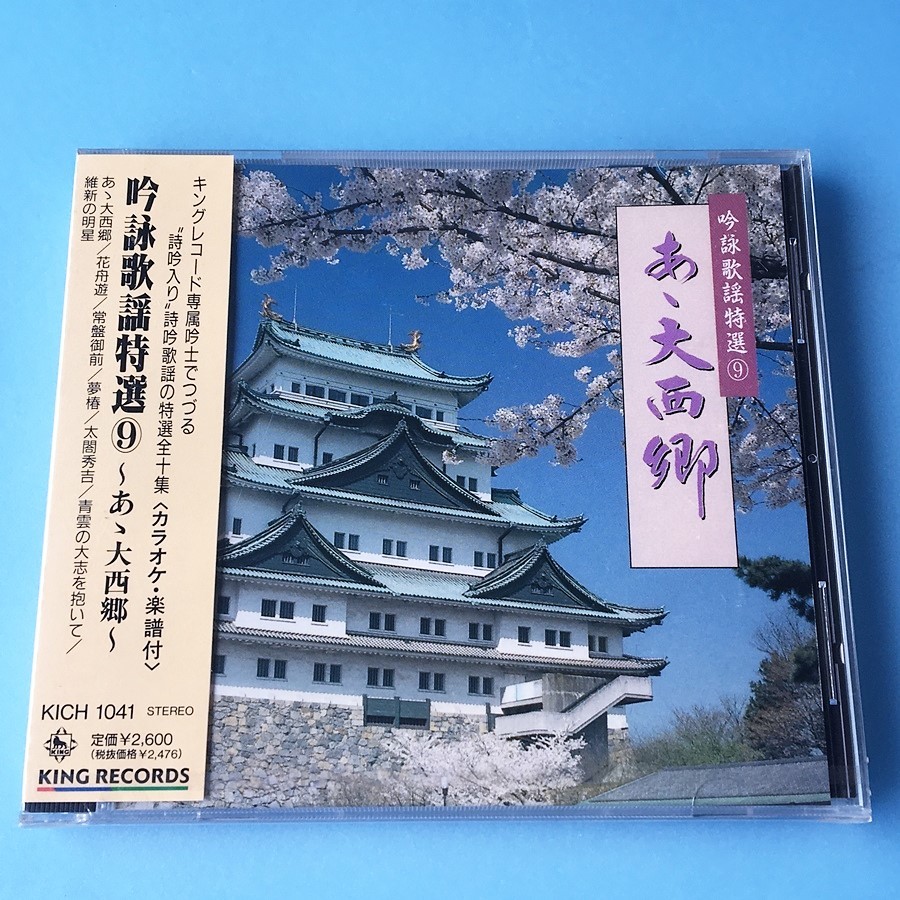 キングレコード専属吟士でつづる
“詩吟入り”詩吟歌謡の特選全十集〈カラオケ・楽譜付〉
吟詠歌謡特選⑨〜あゝ大西郷〜
あゝ大西郷／花舟遊／常盤御前／夢椿／太閤秀吉／青雲の大志を抱いて／
維新の明星
KICH 1041 STEREO
KING
定価¥2,600
(税抜価格¥2,476)
KING RECORDS
吟詠歌謡特選⑨
あゝ大西郷